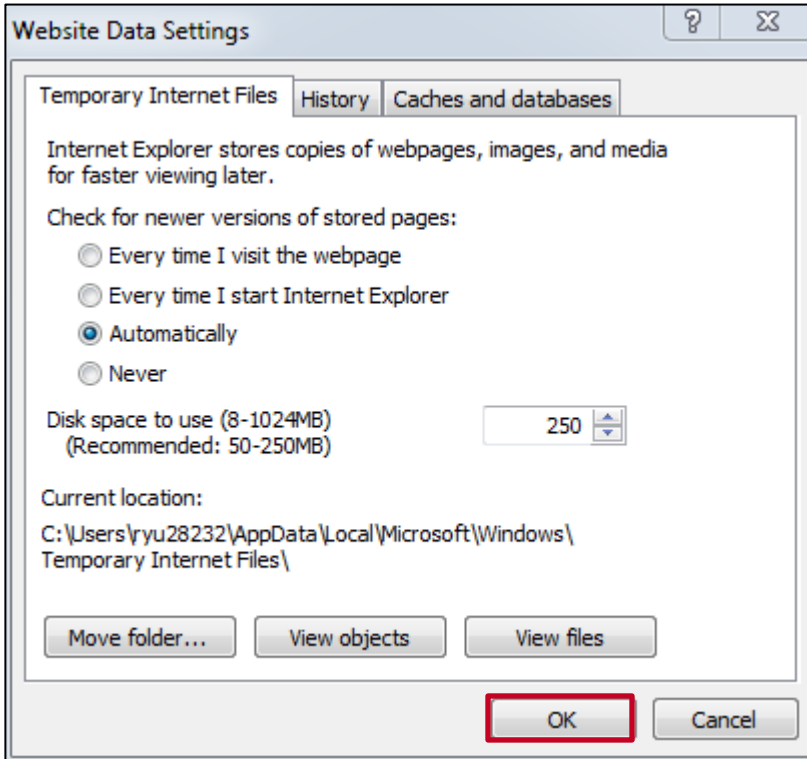 Website Data Settings
Temporary Internet Files History Caches and databases
Internet Explorer stores copies of webpages, images, and media
for faster viewing later.
Check for newer versions of stored pages:
Every time I visit the webpage
Every time I start Internet Explorer
Automatically
Never
Disk space to use (8-1024MB) 250
(Recommended: 50-250MB)
Current location:
C:\Users\ryu28232\AppData\Local\Microsoft\Windows\
Temporary Internet Files\
Move folder... View objects View files
OK Cancel